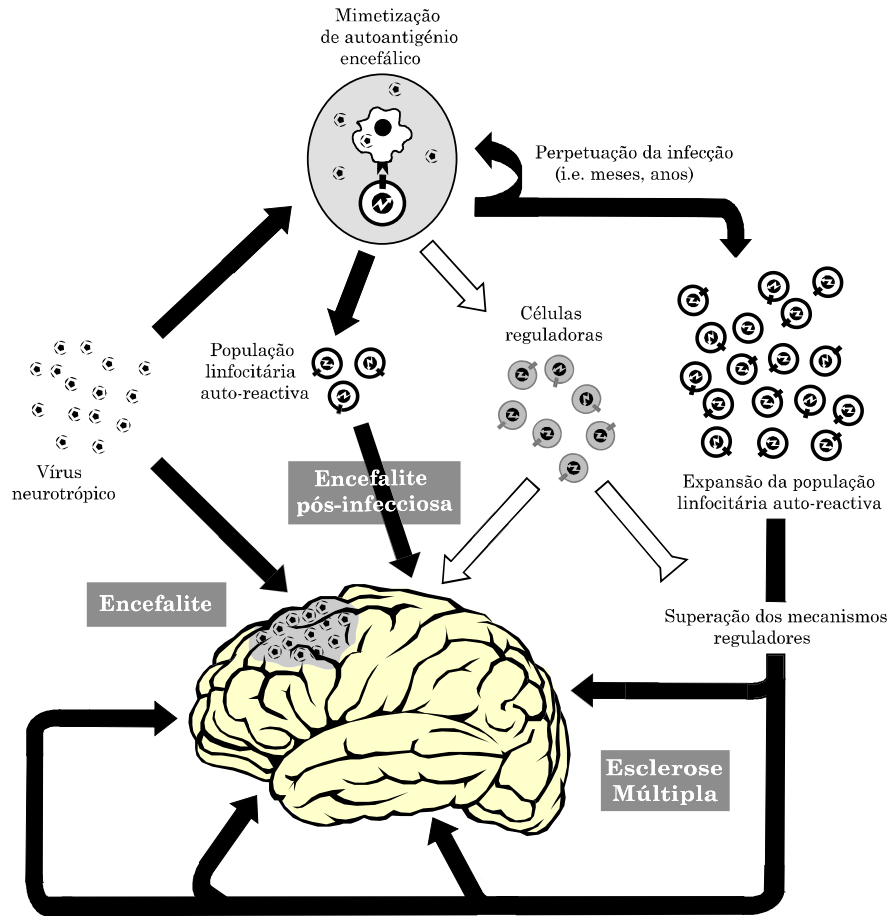 Mimetização
de autoantigénio
encefálico
Perpetuação da infecção
(i.e. meses, anos)
Células
reguladoras
População
linfocitária
auto-reactiva
Vírus
neurotrópico
Encefalite
pós-infecciosa
Expansão da população
linfocitária auto-reactiva
Encefalite
Superação dos mecanismos
reguladores
Esclerose
Múltipla